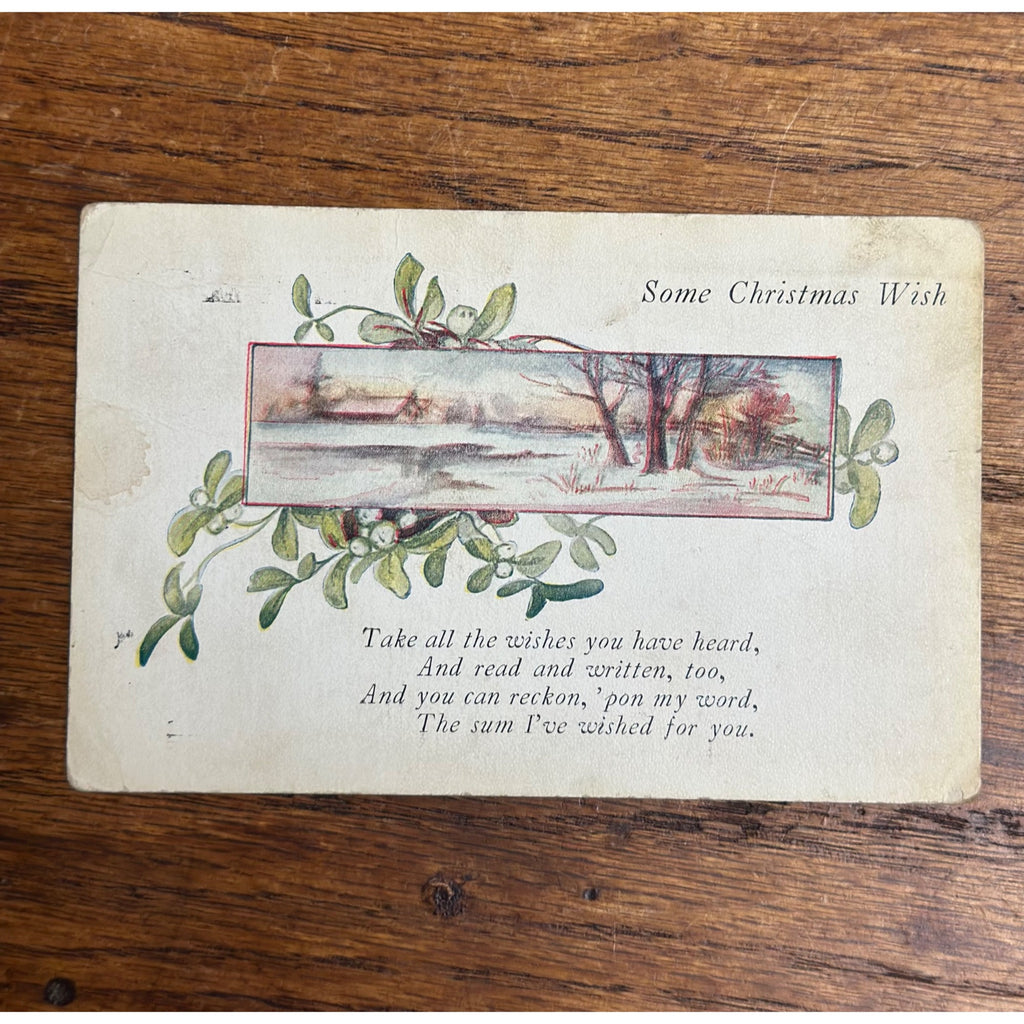 Some Christmas Wish
Take all the wishes you have heard,
And read and written, too,
And you can reckon, 'pon my word,
The sum I've wished for you.